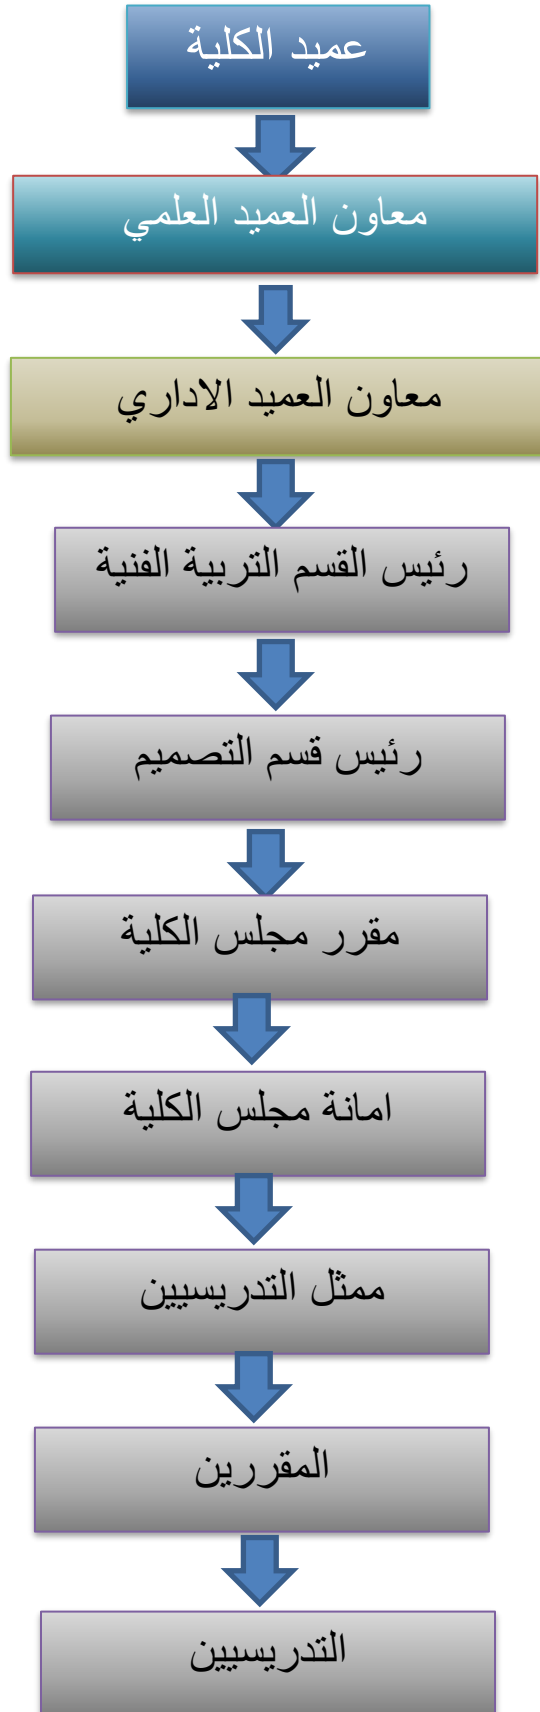 عميد الكلية
معاون العميد العلمي
معاون العميد الاداري
رئيس القسم التربية الفنية
رئيس قسم التصميم
مقرر مجلس الكلية
امانة مجلس الكلية
ممثل التدريسيين
المقررين
التدريسيين